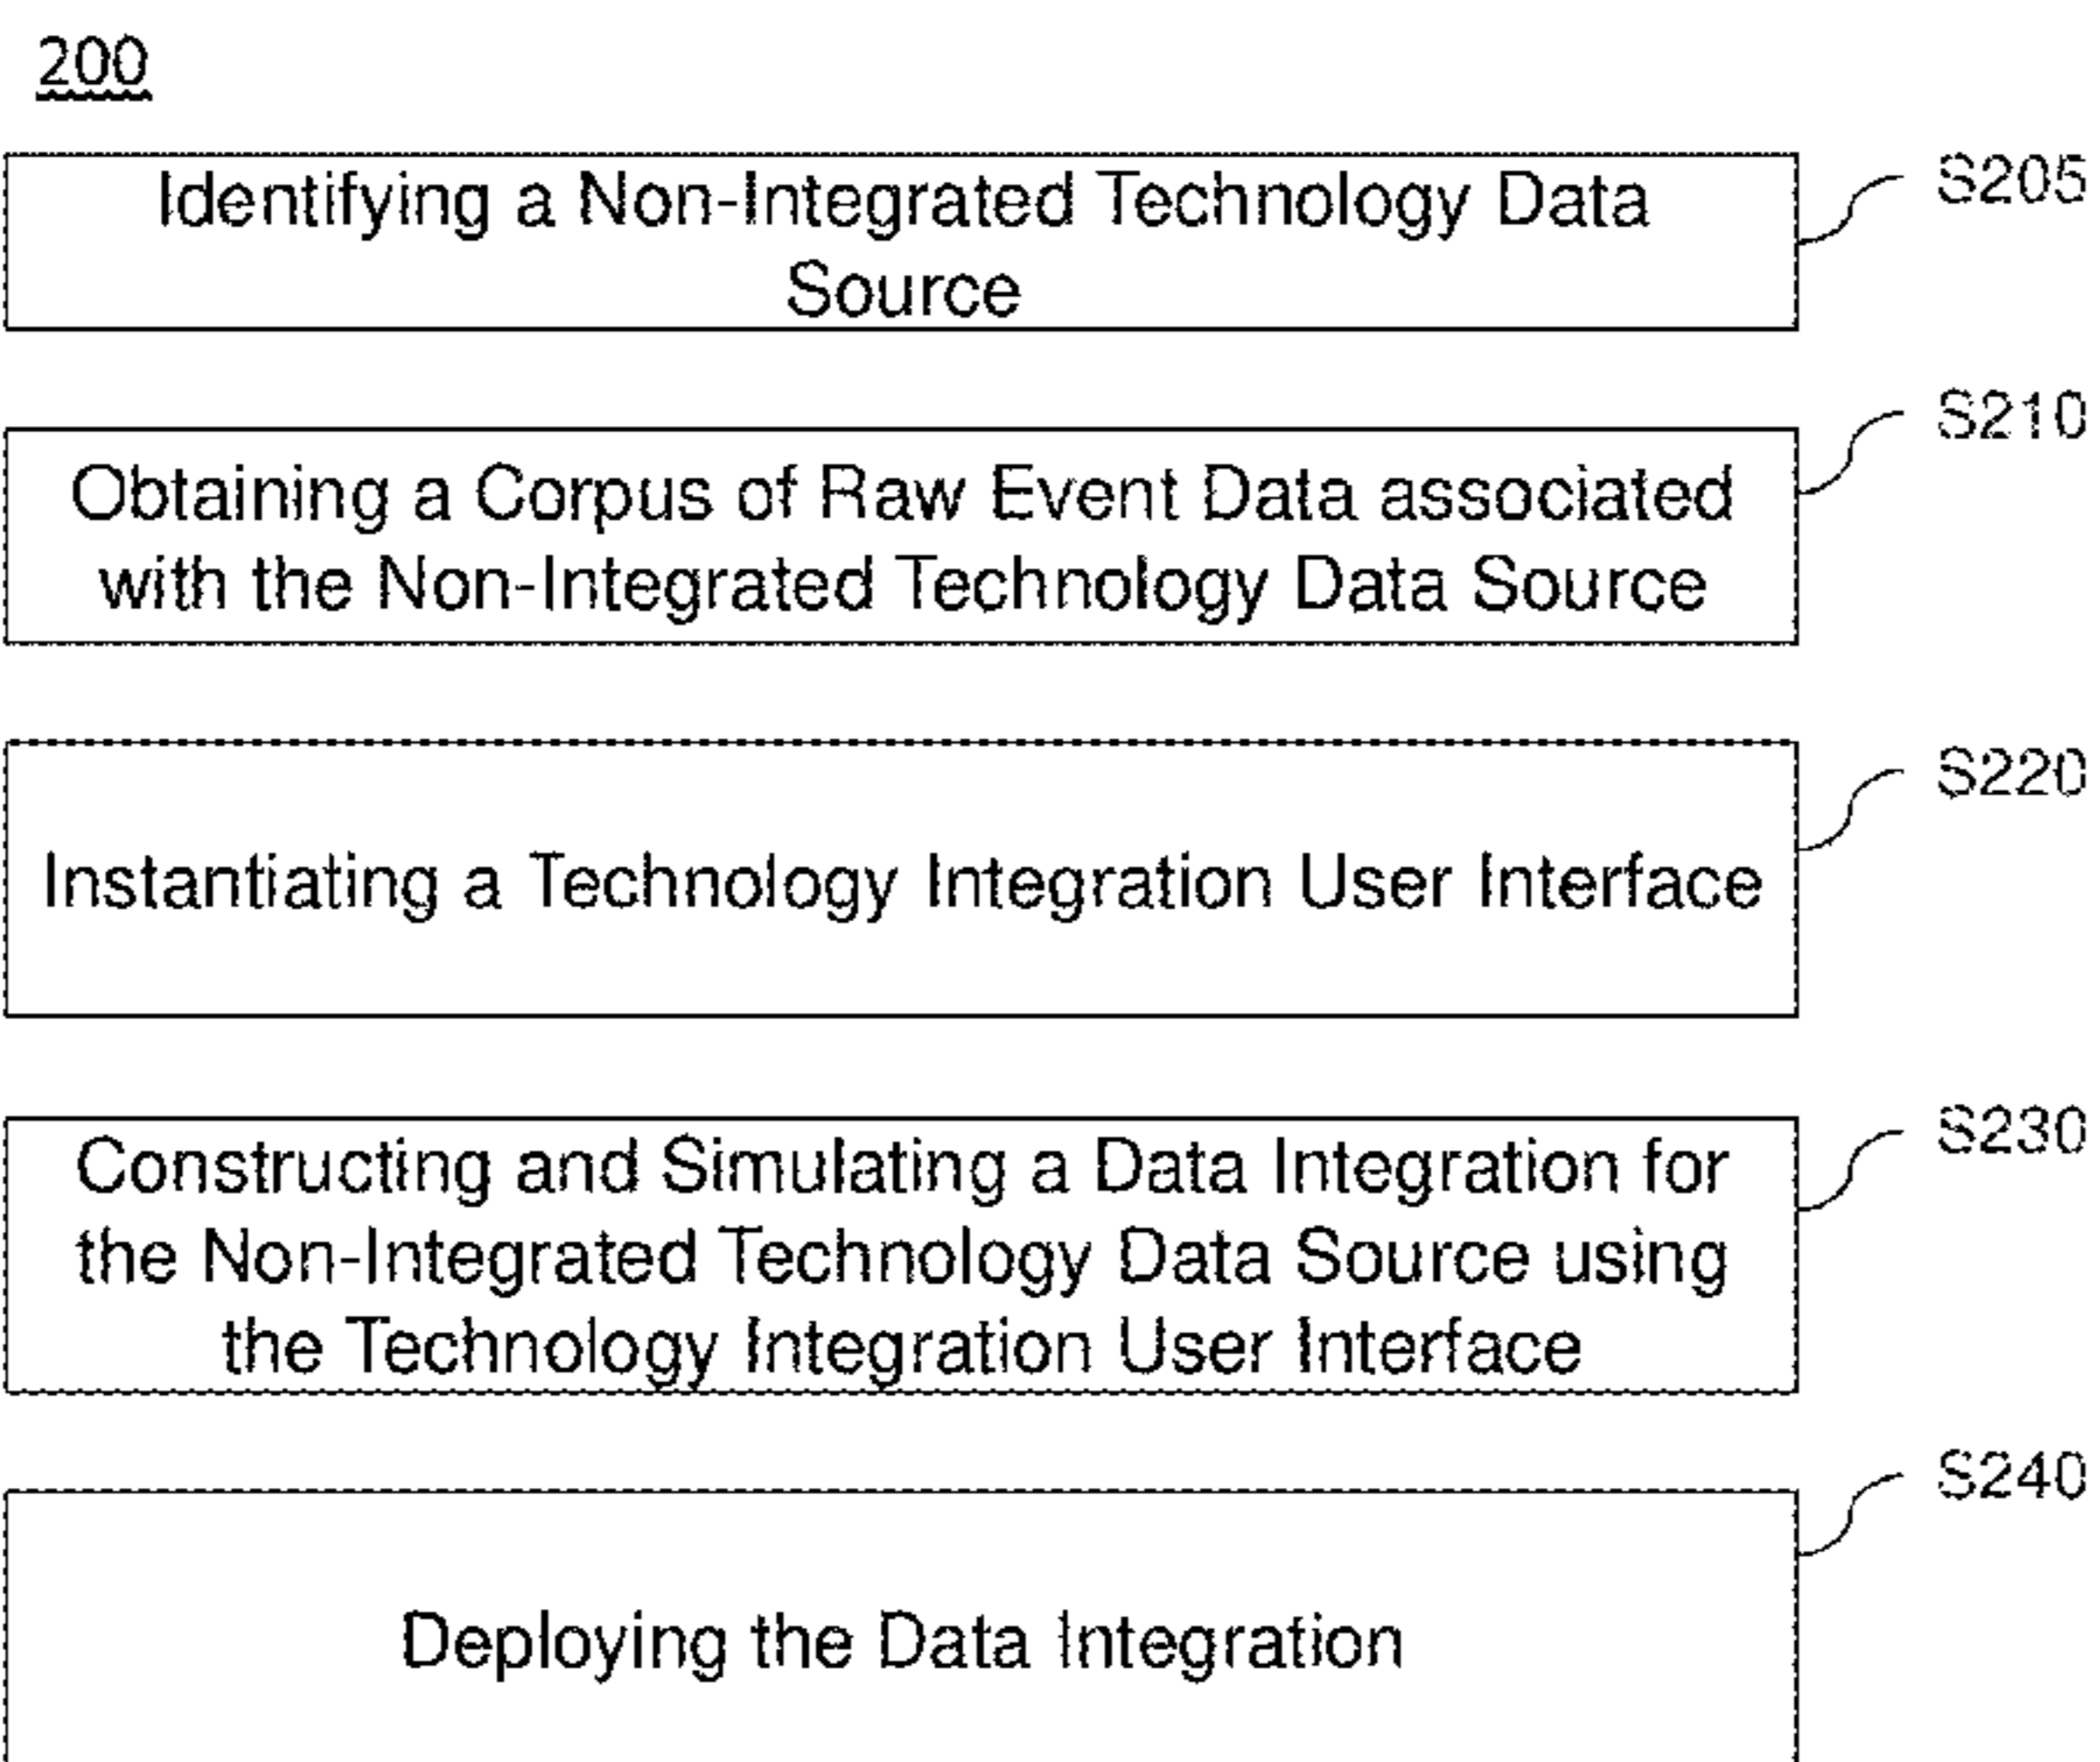 200
Identifying a Non-Integrated Technology Data
Source
S205
Obtaining a Corpus of Raw Event Data associated
with the Non-Integrated Technology Data Source
S210
Instantiating a Technology Integration User Interface
S220
Constructing and Simulating a Data Integration for
the Non-Integrated Technology Data Source using
the Technology Integration User Interface
S230
Deploying the Data Integration
S240